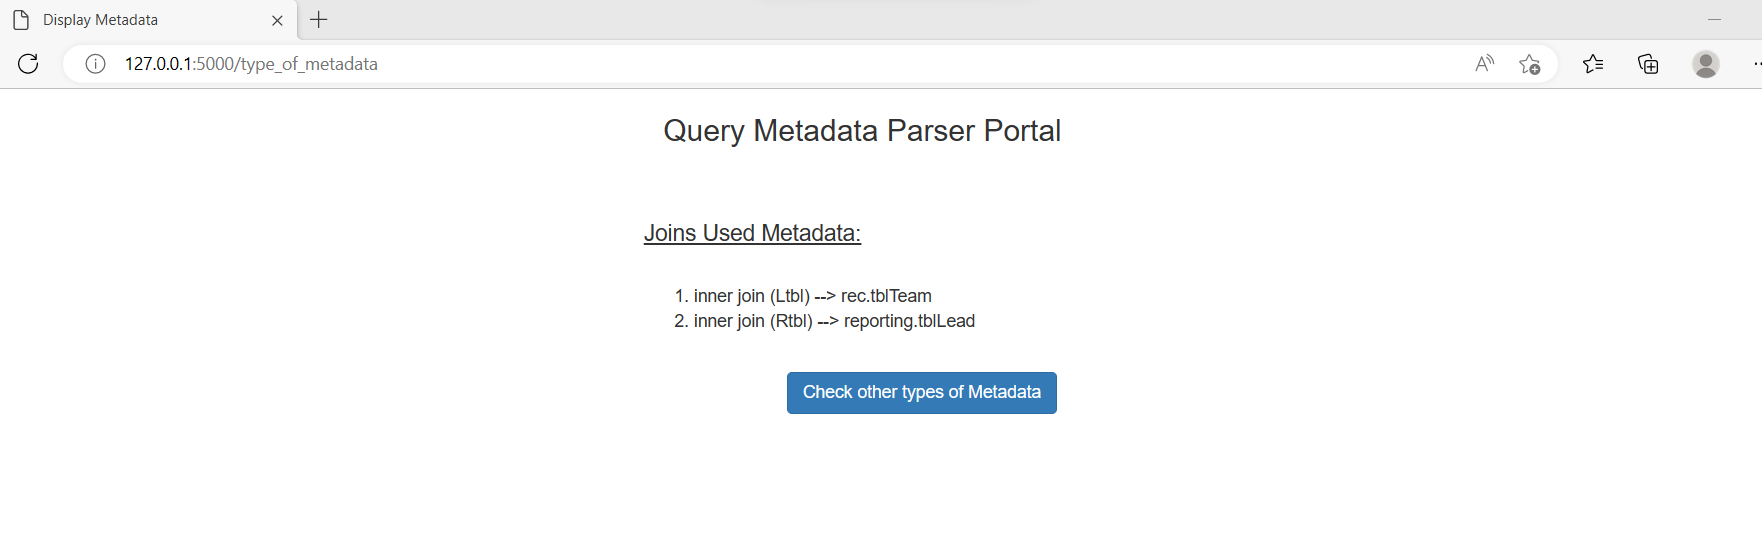 Display Metadata
127.0.0.1:5000/type_of_metadata
Query Metadata Parser Portal
Joins Used Metadata:
1. inner join (Ltbl) --> rec.tblTeam
2. inner join (Rtbl) --> reporting.tblLead
Check other types of Metadata